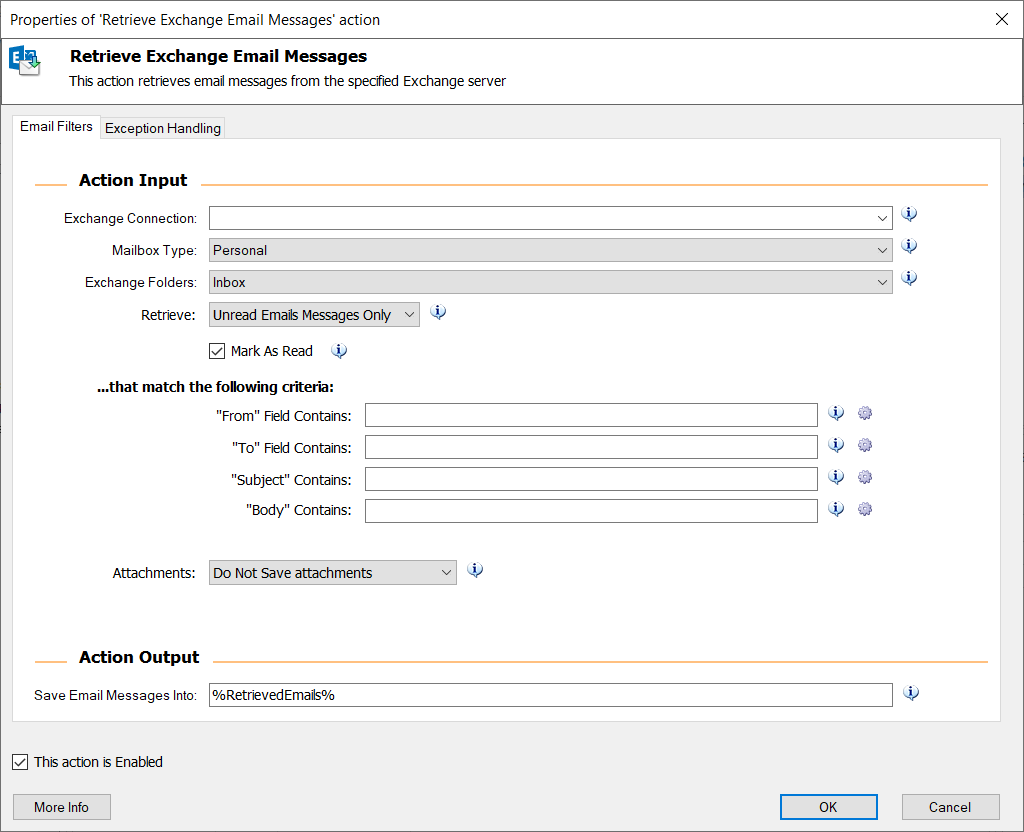 Properties of 'Retrieve Exchange Email Messages' action
Retrieve Exchange Email Messages
This action retrieves email messages from the specified Exchange server
Email Filters Exception Handling
Action Input
Exchange Connection:
Mailbox Type: Personal
Exchange Folders: Inbox
Retrieve: Unread Emails Messages Only
Mark As Read
...that match the following criteria:
"From" Field Contains:
"To" Field Contains:
"Subject" Contains:
"Body" Contains:
Attachments: Do Not Save attachments
Action Output
Save Email Messages Into: %RetrievedEmails%
This action is Enabled
More Info OK Cancel